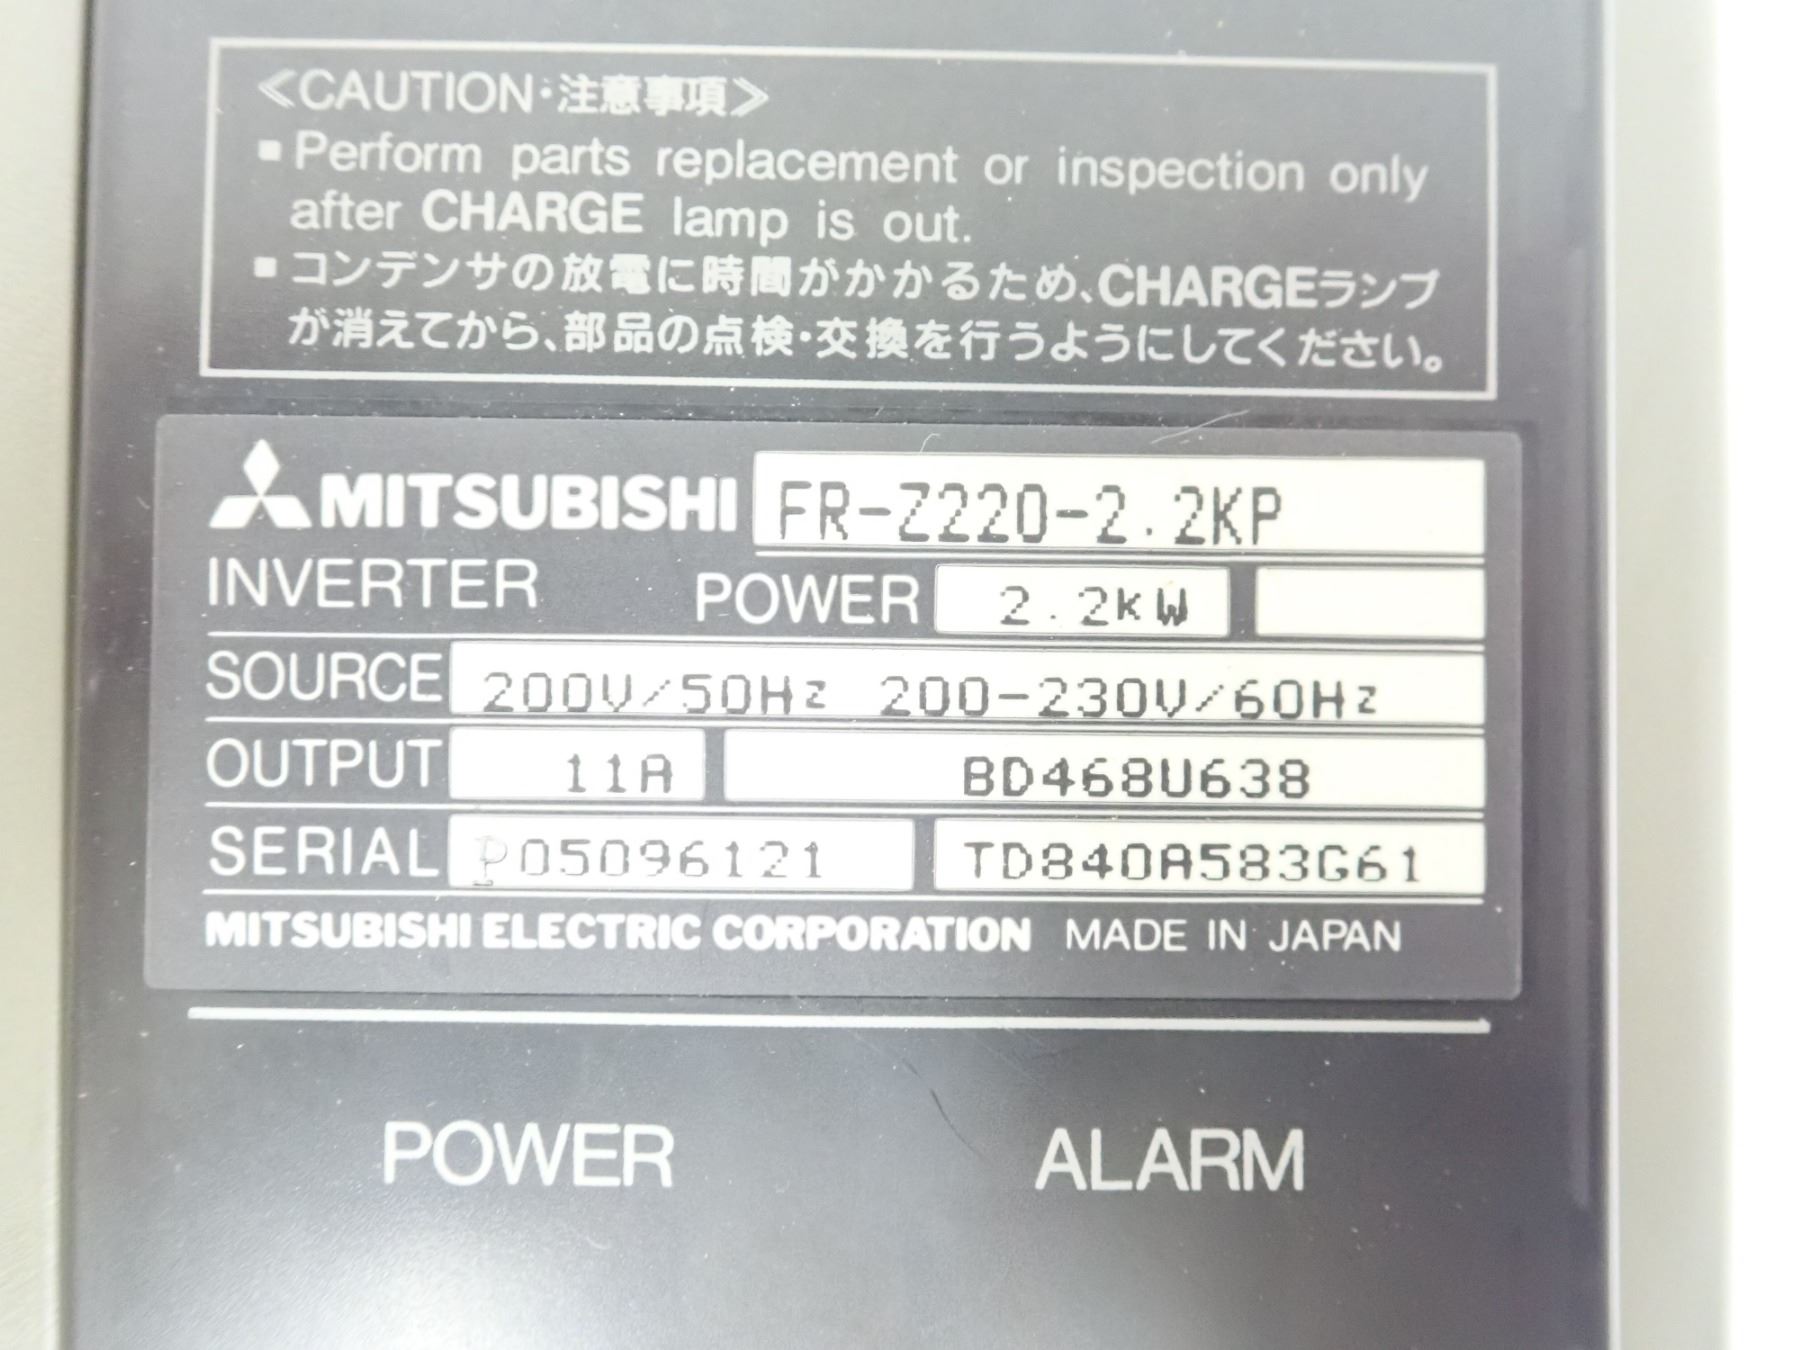 ≪CAUTION・注意事項≫
▪Perform parts replacement or inspection only
after CHARGE lamp is out.
▪コンデンサの放電に時間がかかるため、CHARGEランプ
が消えてから、部品の点検・交換を行うようにしてください。
MITSUBISHI FR-Z220-2.2KP
INVERTER POWER 2.2kW
SOURCE 200V/50Hz 200-230V/60Hz
OUTPUT 11A BD468U638
SERIAL P05096121 TD840A583G61
MITSUBISHI ELECTRIC CORPORATION MADE IN JAPAN
POWER ALARM